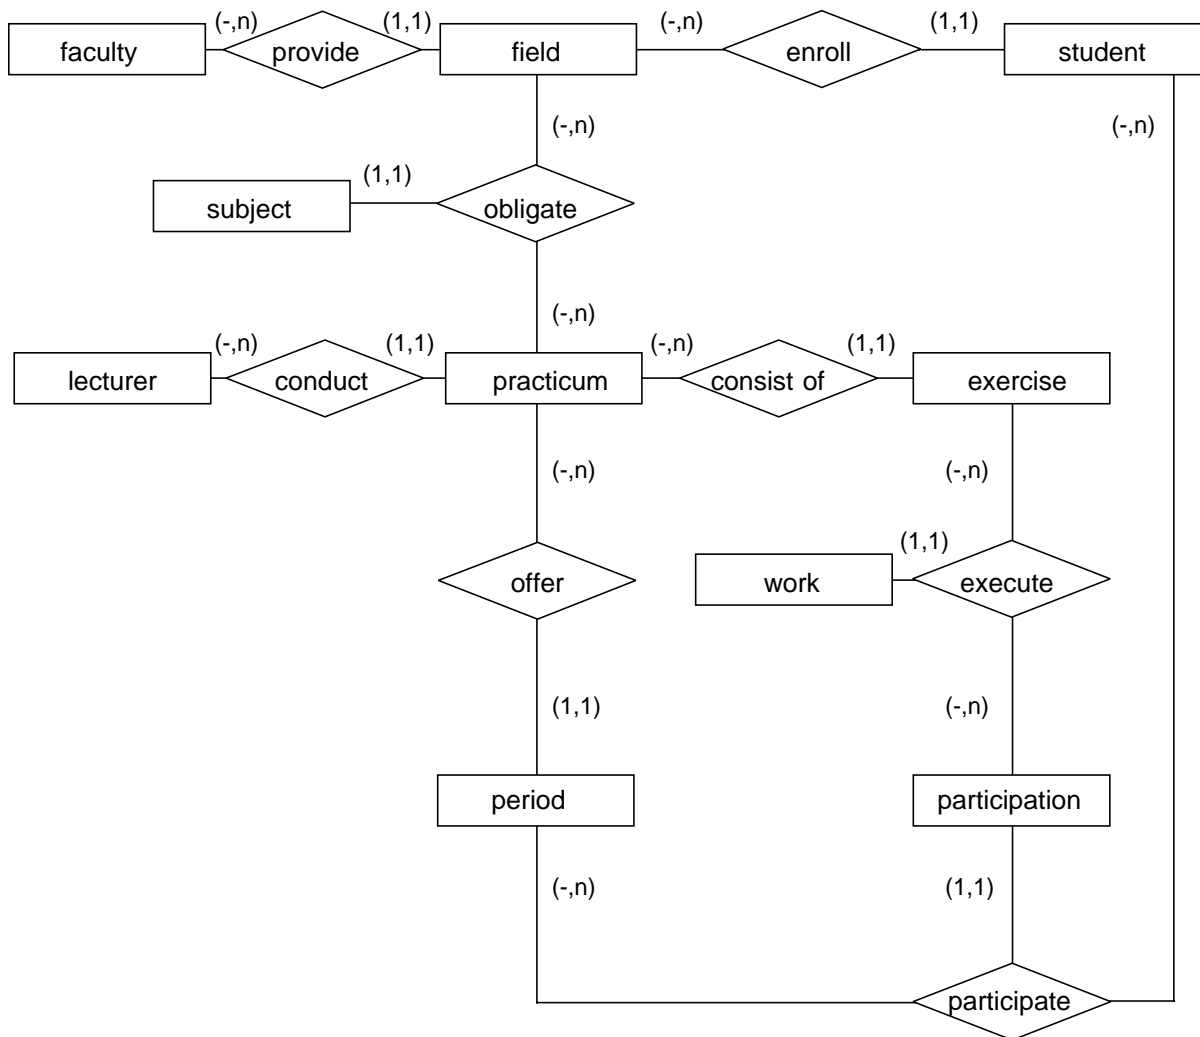 (-,n) (1,1) (-,n) (1,1)
faculty provide field enroll student
(-,n) (-,n)
(1,1)
subject obligate
(-,n)
(-,n) (1,1) (-,n) (1,1)
lecturer conduct practicum consist of exercise
(-,n) (-,n)
(1,1)
offer work execute
(1,1) (-,n)
period participation
(-,n) (1,1)
participate